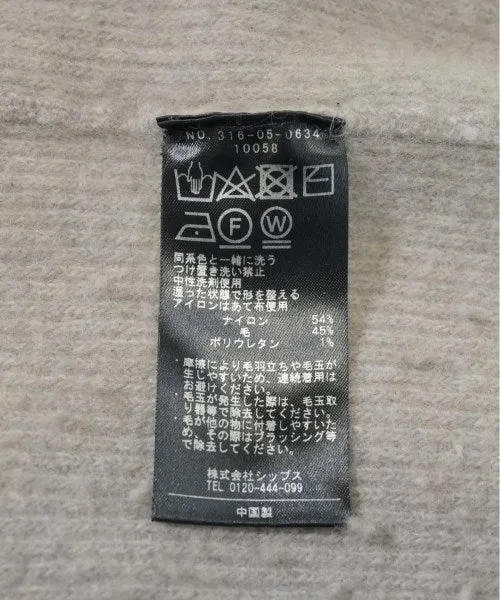 NO. 316-05-0634
10058
F W
同系色と一緒に洗う
つけ置き洗い禁止
中性洗剤使用
湿った状態で形を整える
アイロンはあて布使用
ナイロン 54%
毛 45%
ポリウレタン 1%
・摩擦により毛羽立ちや毛玉が
生じやすいため、連続着用は
お避けください。
・毛玉が発生した際は、毛玉取
り器等で除去してください。
・毛が他の物に付着しやすいた
め、その際はブラッシング等
で除去してください。
株式会社シップス
TEL 0120-444-099
中国製